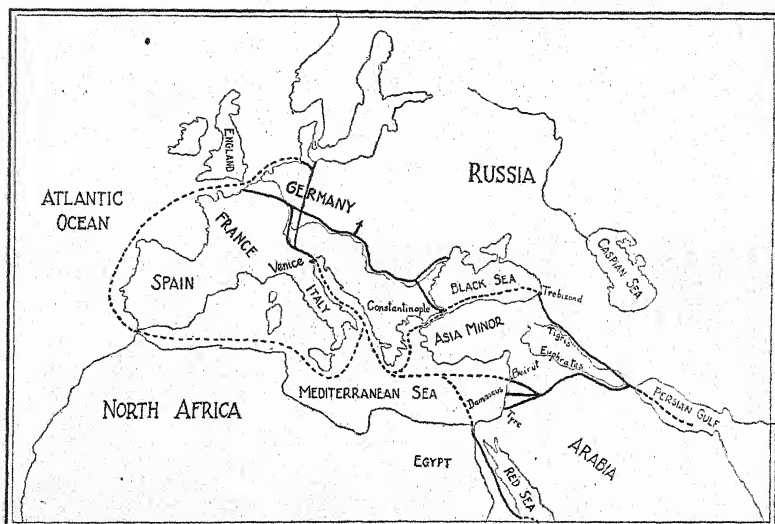 ENGLAND
RUSSIA
GERMANY
ATLANTIC
OCEAN
FRANCE
CASPIAN SEA
Venice
BLACK SEA
SPAIN
ITALY
Trebizond
Constantinople
ASIA MINOR
Tigris
Euphrates
Beirut
MEDITERRANEAN SEA
Damascus
PERSIAN GULF
NORTH AFRICA
Tyre
ARABIA
EGYPT
RED SEA